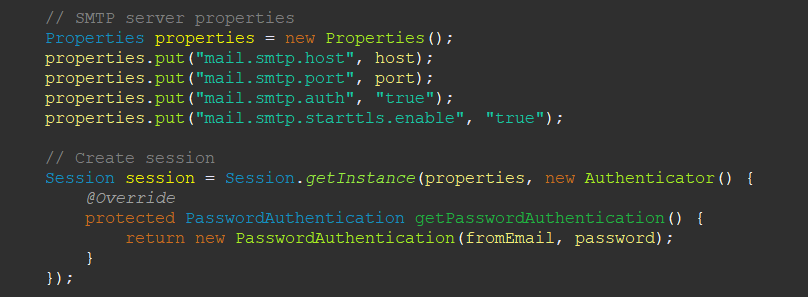 // SMTP server properties
Properties properties = new Properties();
properties.put("mail.smtp.host", host);
properties.put("mail.smtp.port", port);
properties.put("mail.smtp.auth", "true");
properties.put("mail.smtp.starttls.enable", "true");
// Create session
Session session = Session.getInstance(properties, new Authenticator() {
@Override
protected PasswordAuthentication getPasswordAuthentication() {
return new PasswordAuthentication(fromEmail, password);
}
});